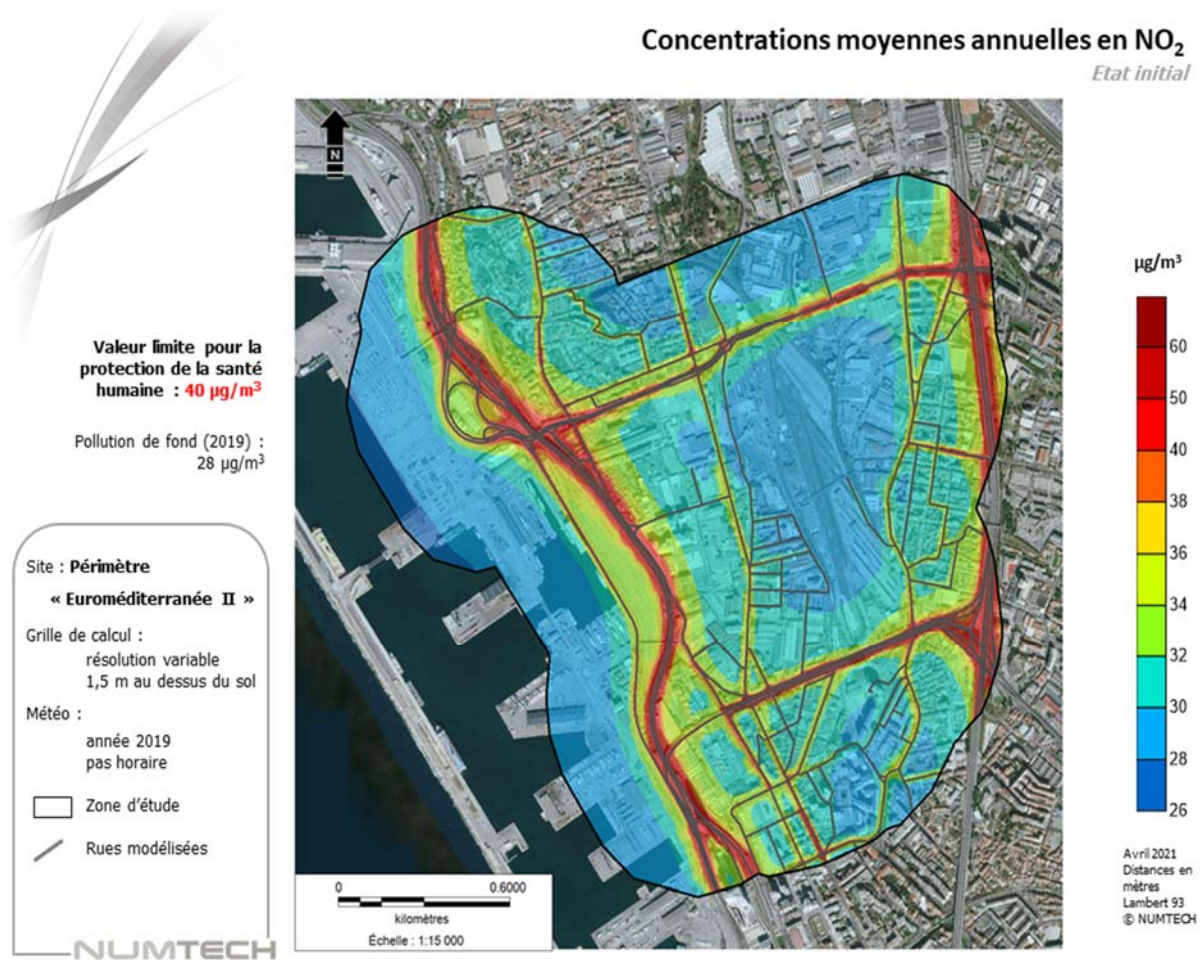 Concentrations moyennes annuelles en NO₂
Etat initial
N
Valeur limite pour la
protection de la santé
humaine : 40 µg/m³
Pollution de fond (2019) :
28 µg/m³
Site : Périmètre
« Euroméditerranée II »
Grille de calcul :
résolution variable
1,5 m au dessus du sol
Météo :
année 2019
pas horaire
Zone d'étude
Rues modélisées
NUMTECH
0 0.6000
kilomètres
Échelle : 1:15 000
µg/m³
60
50
40
38
36
34
32
30
28
26
Avril 2021
Distances en
mètres
Lambert 93
© NUMTECH